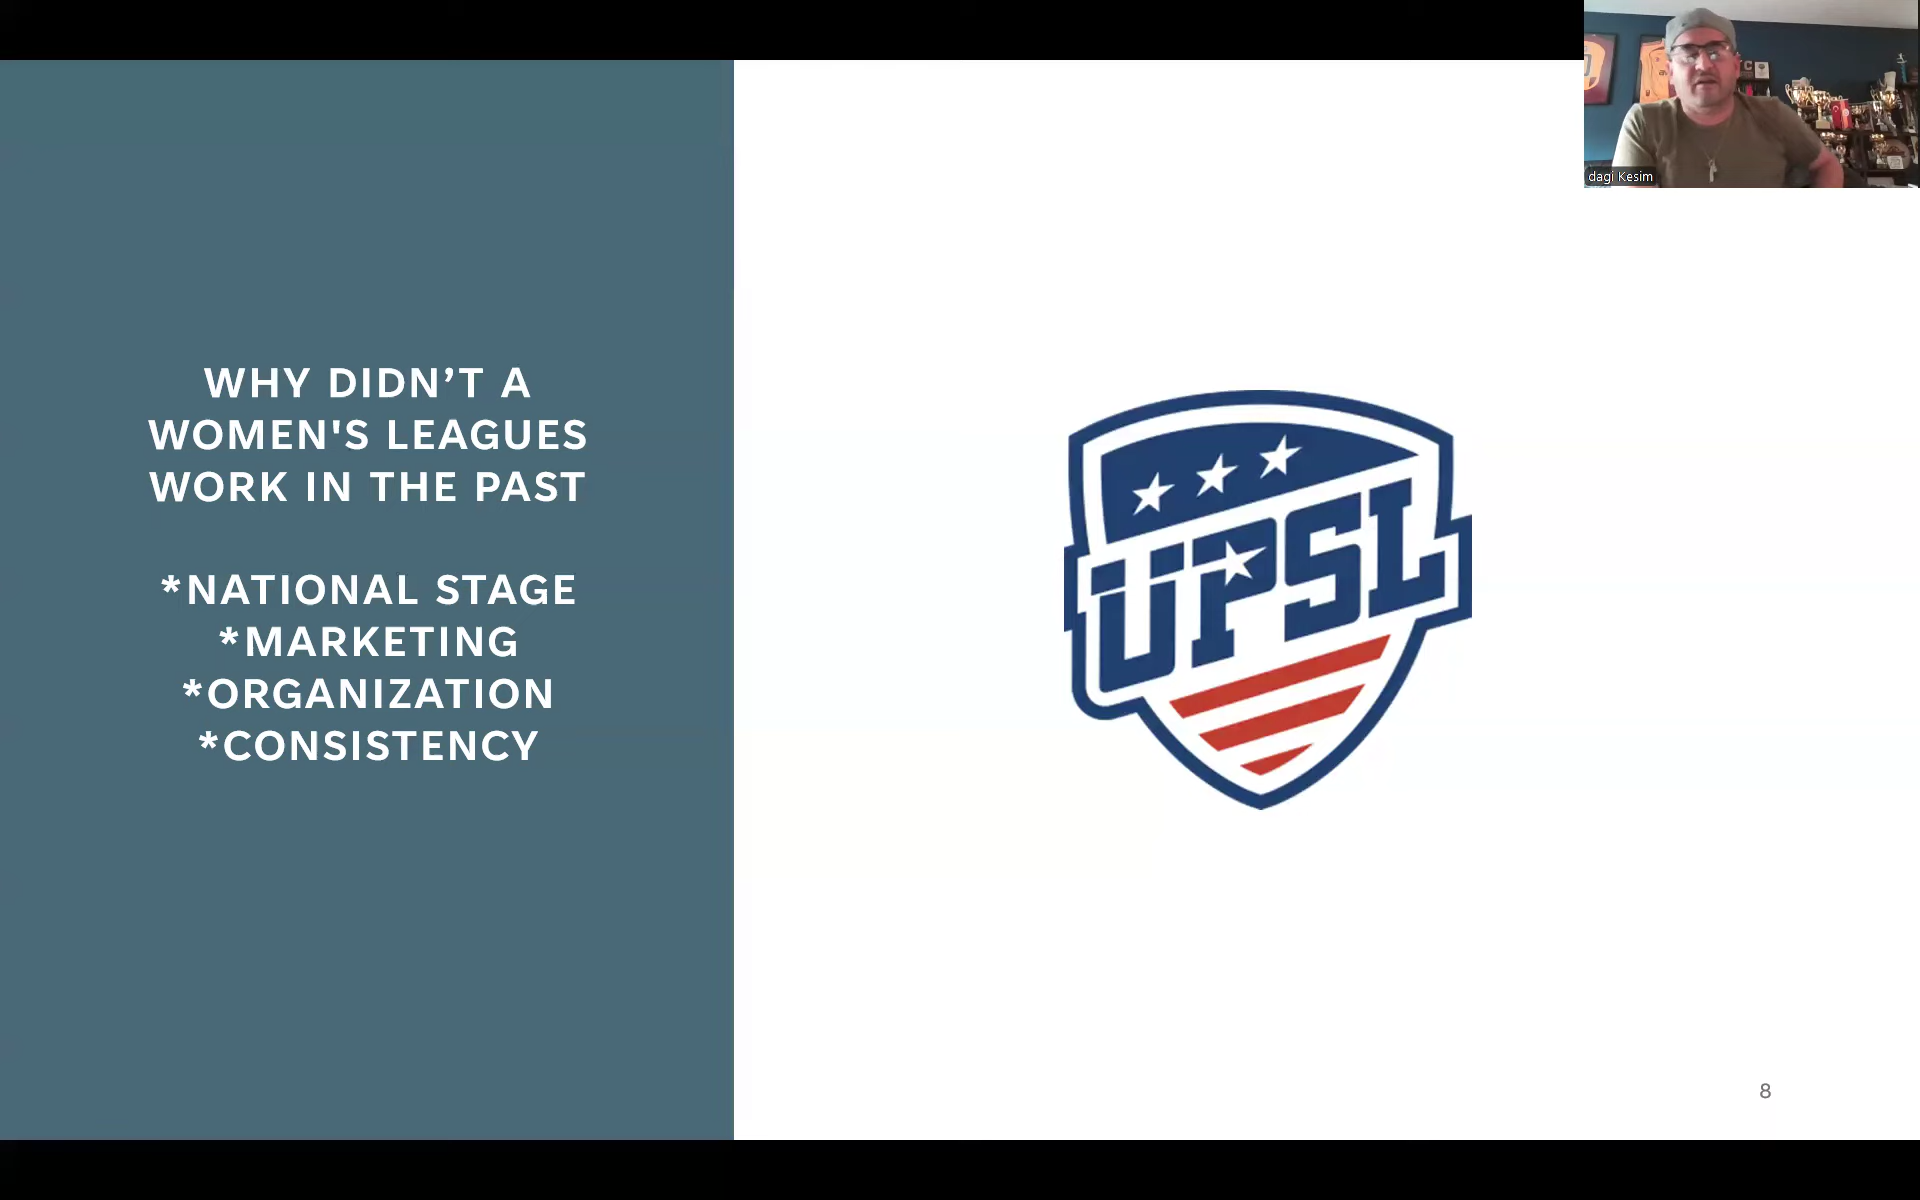 WHY DIDN’T A
WOMEN'S LEAGUES
WORK IN THE PAST
*NATIONAL STAGE
*MARKETING
*ORGANIZATION
*CONSISTENCY
UPSL
dagi Kesim
8